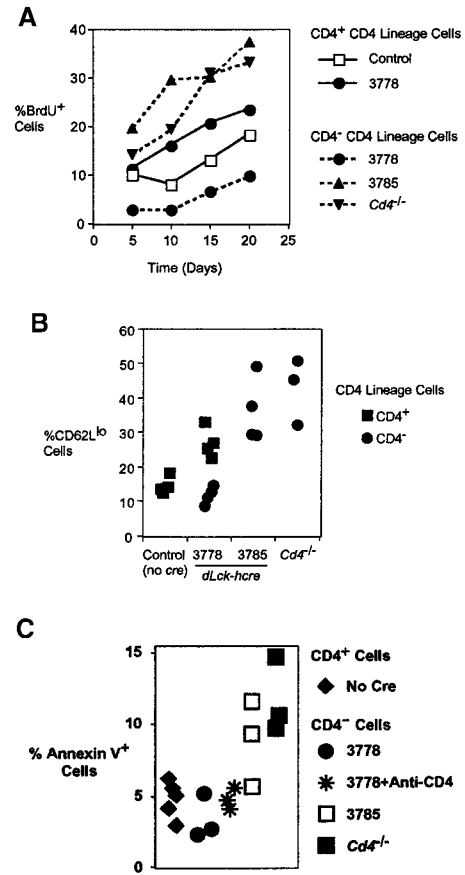 A
40
30
20
10
0
%BrdU+
Cells
0 5 10 15 20 25
Time (Days)
CD4+ CD4 Lineage Cells
Control
3778
CD4- CD4 Lineage Cells
3778
3785
Cd4-/-
B
60
50
40
30
20
10
0
%CD62Llo
Cells
Control
(no cre)
3778 3785
dLck-hcre
Cd4-/-
CD4 Lineage Cells
CD4+
CD4-
C
15
10
5
0
% Annexin V+
Cells
CD4+ Cells
No Cre
CD4- Cells
3778
3778+Anti-CD4
3785
Cd4-/-